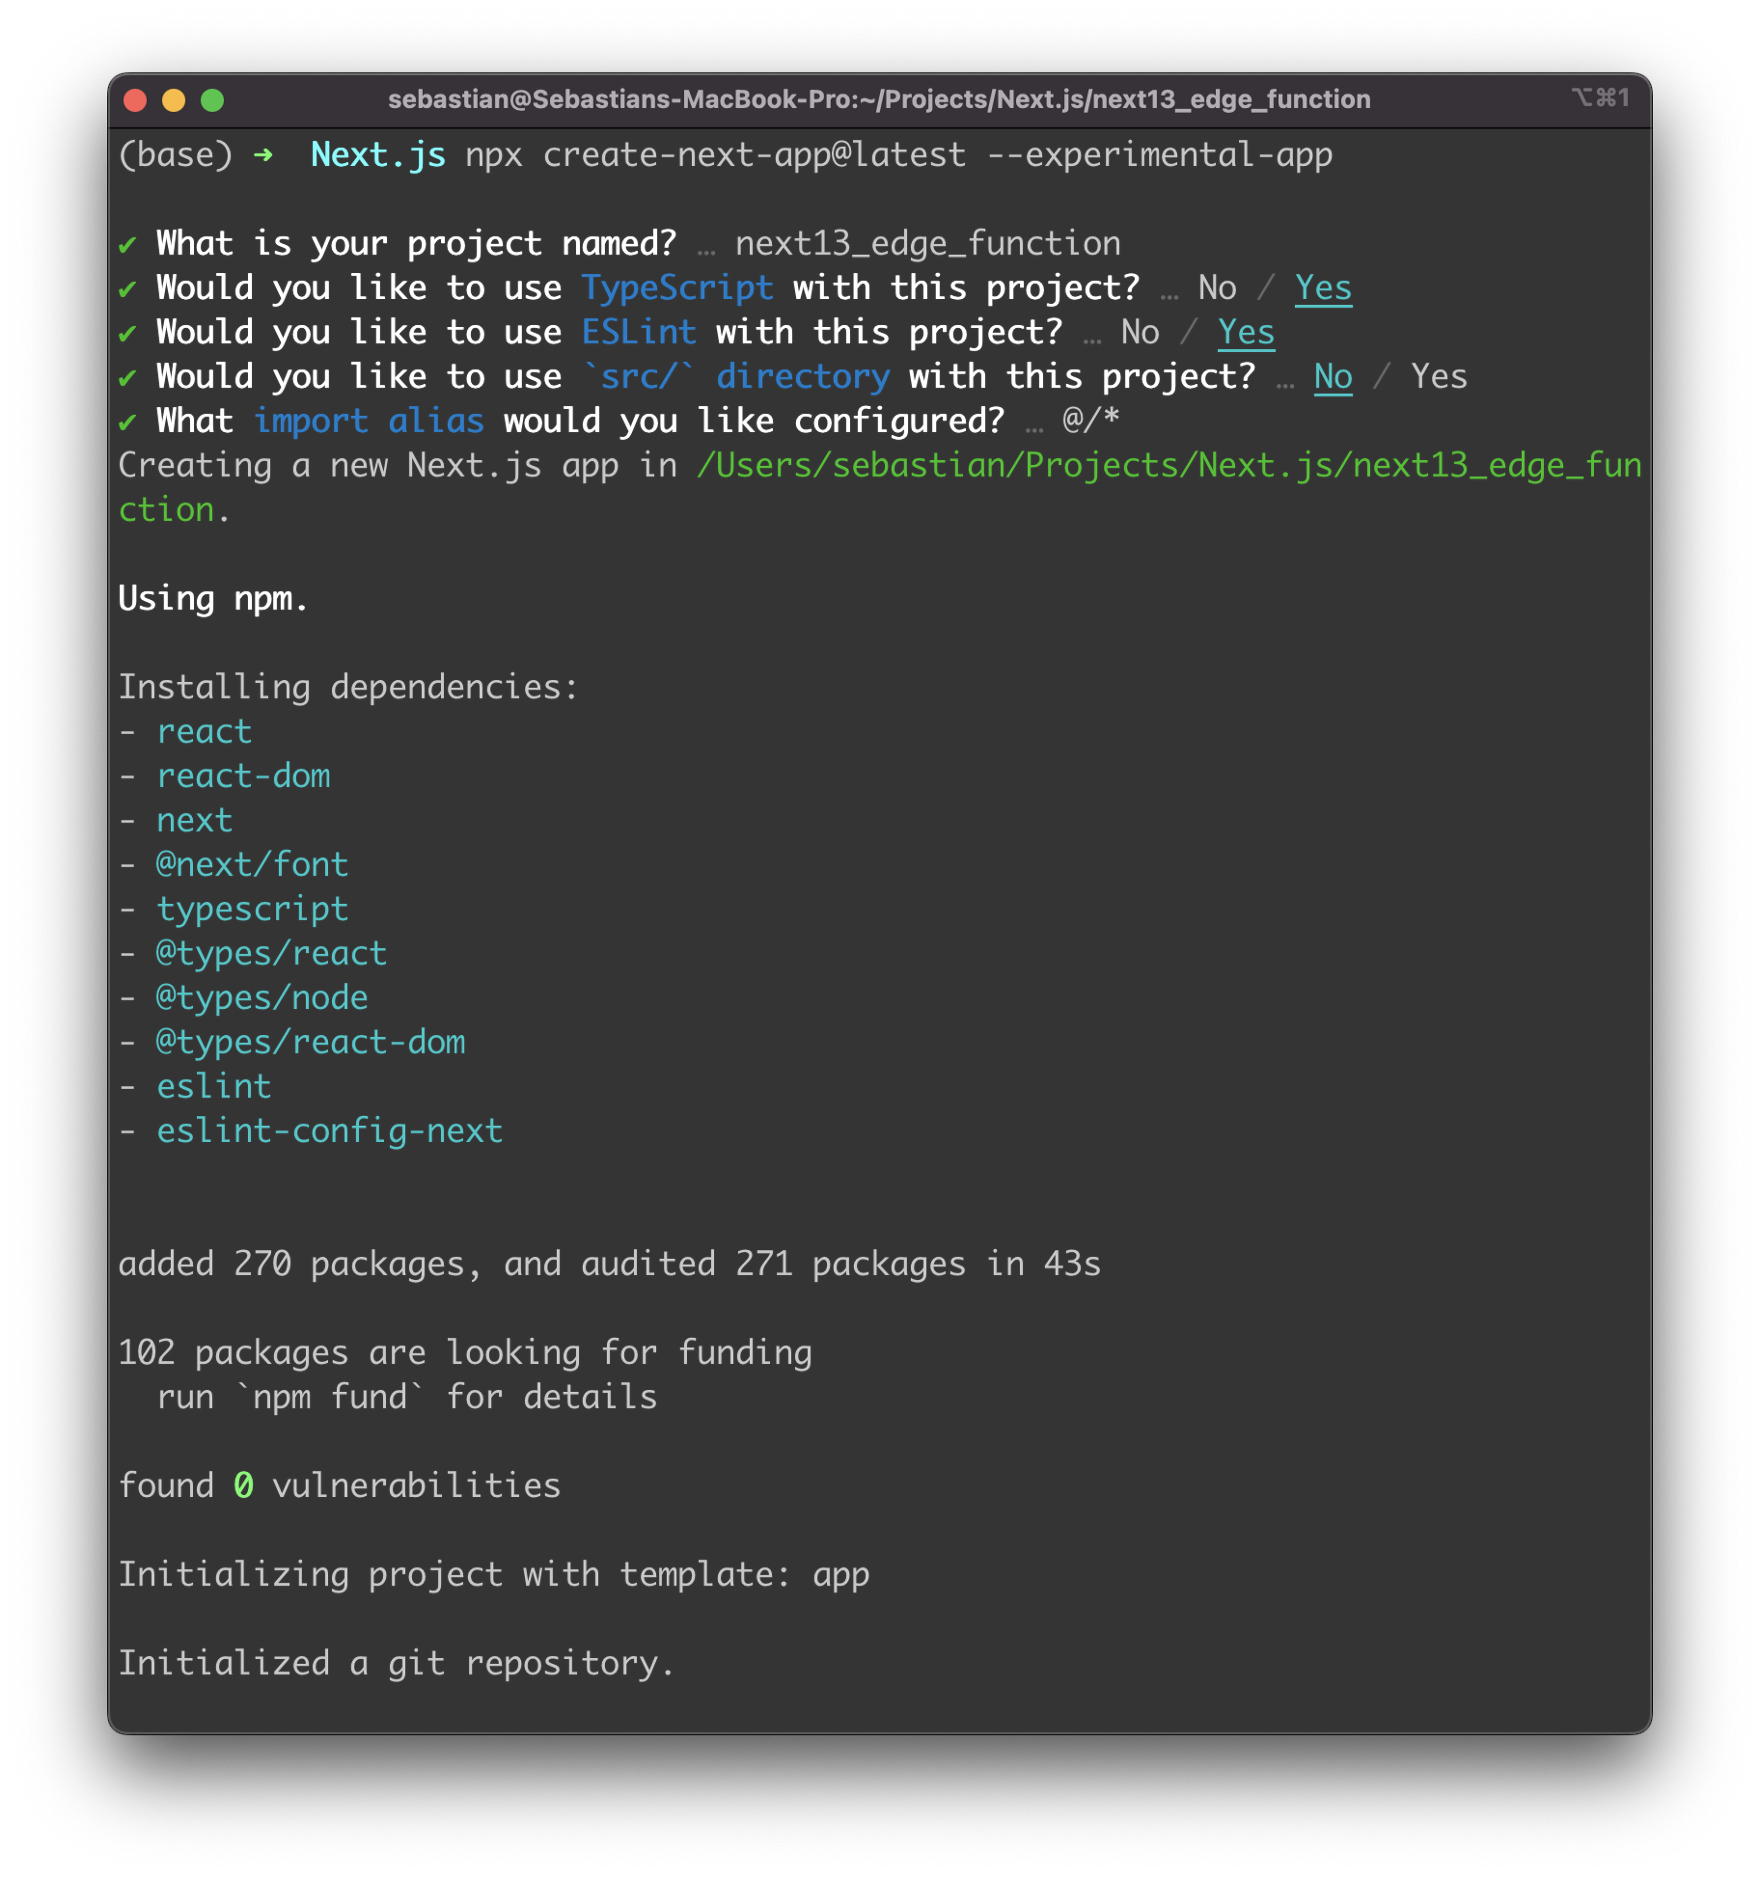 sebastian@Sebastians-MacBook-Pro:~/Projects/Next.js/next13_edge_function
⌥⌘1
(base) ➜  Next.js npx create-next-app@latest --experimental-app
✔ What is your project named? … next13_edge_function
✔ Would you like to use TypeScript with this project? … No / Yes
✔ Would you like to use ESLint with this project? … No / Yes
✔ Would you like to use `src/` directory with this project? … No / Yes
✔ What import alias would you like configured? … @/*
Creating a new Next.js app in /Users/sebastian/Projects/Next.js/next13_edge_fun
ction.
Using npm.
Installing dependencies:
- react
- react-dom
- next
- @next/font
- typescript
- @types/react
- @types/node
- @types/react-dom
- eslint
- eslint-config-next
added 270 packages, and audited 271 packages in 43s
102 packages are looking for funding
  run `npm fund` for details
found 0 vulnerabilities
Initializing project with template: app
Initialized a git repository.